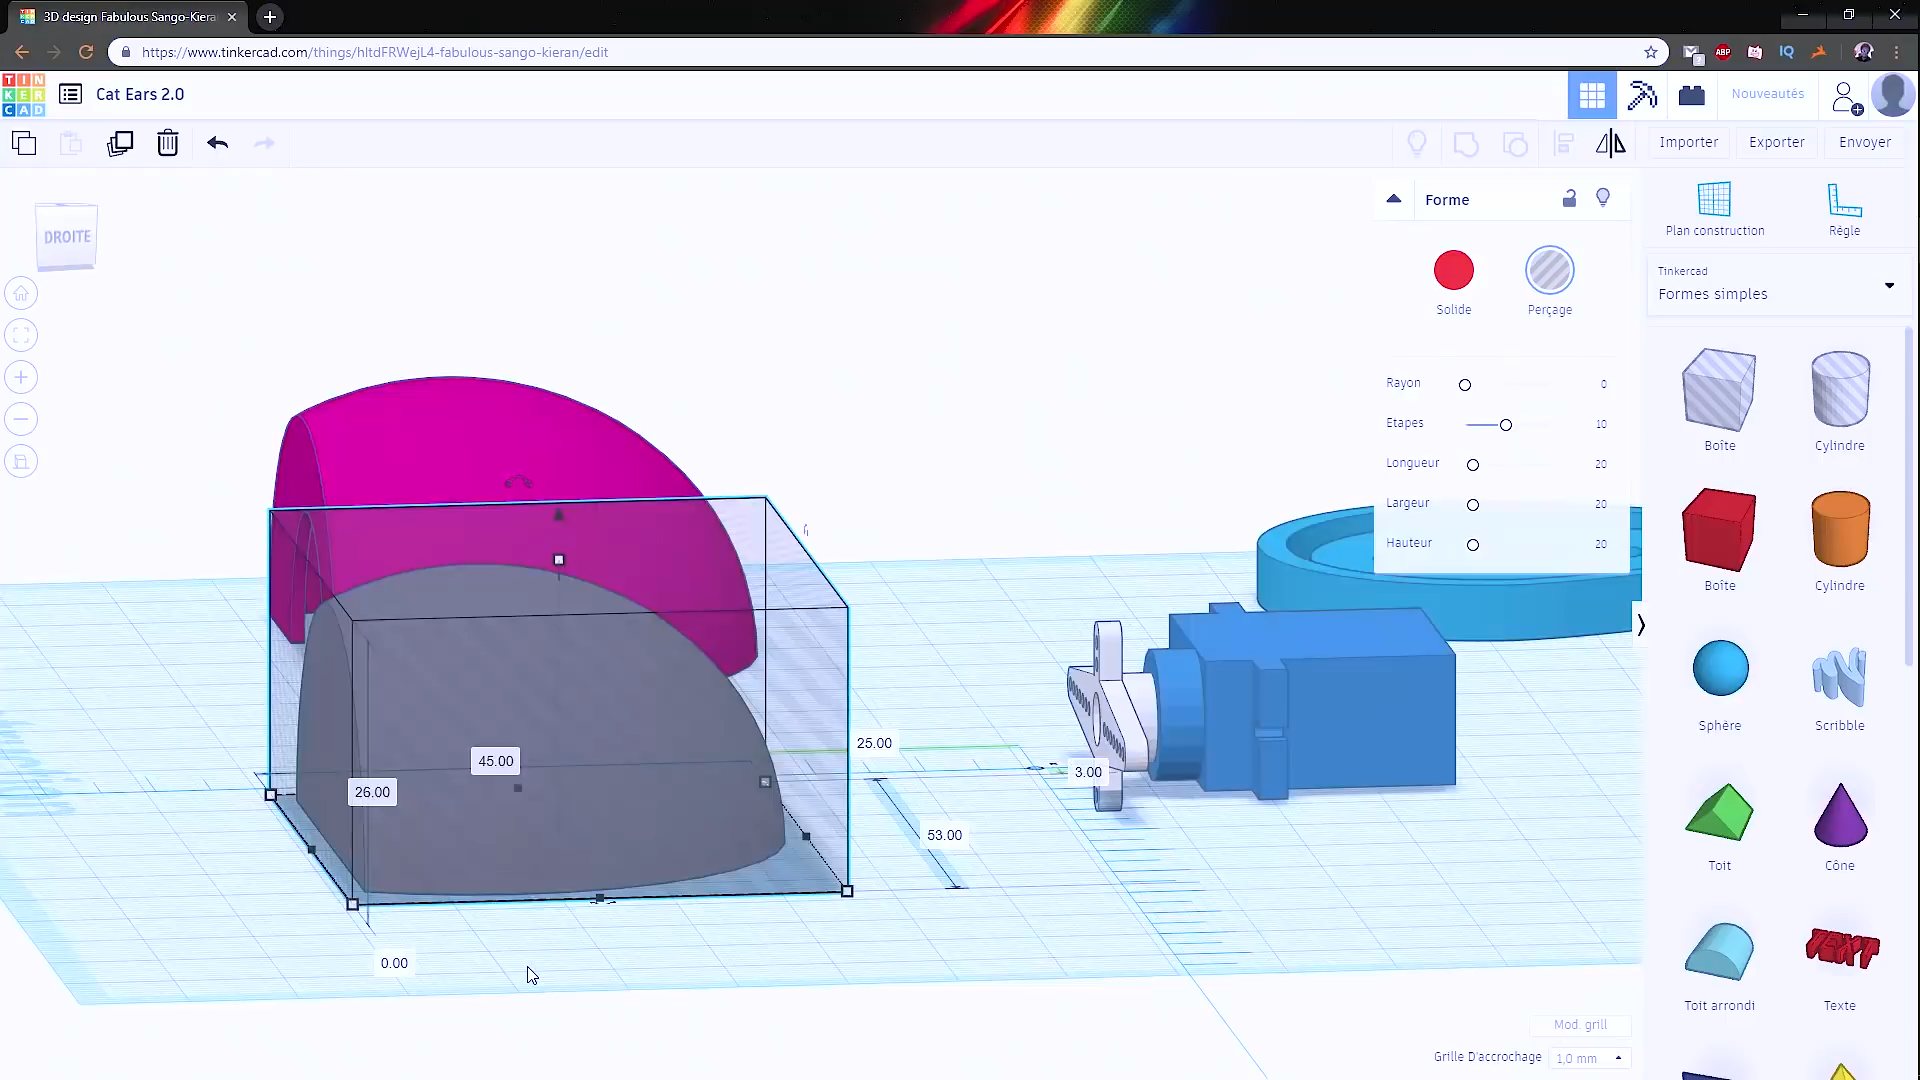 3D design Fabulous Sango-Kiera
https://www.tinkercad.com/things/hltdFRWejL4-fabulous-sango-kieran/edit
ABP
IQ
TIN
KER
CAD
Cat Ears 2.0
Nouveautés
Importer
Exporter
Envoyer
DROITE
Forme
Solide
Perçage
Rayon 0
Etapes 10
Longueur 20
Largeur 20
Hauteur 20
Plan construction
Règle
Tinkercad
Formes simples
Boîte
Cylindre
Boîte
Cylindre
Sphère
Scribble
Toit
Cône
TEXT
Toit arrondi
Texte
45.00
26.00
25.00
3.00
53.00
0.00
Mod. grill
Grille D'accrochage 1,0 mm